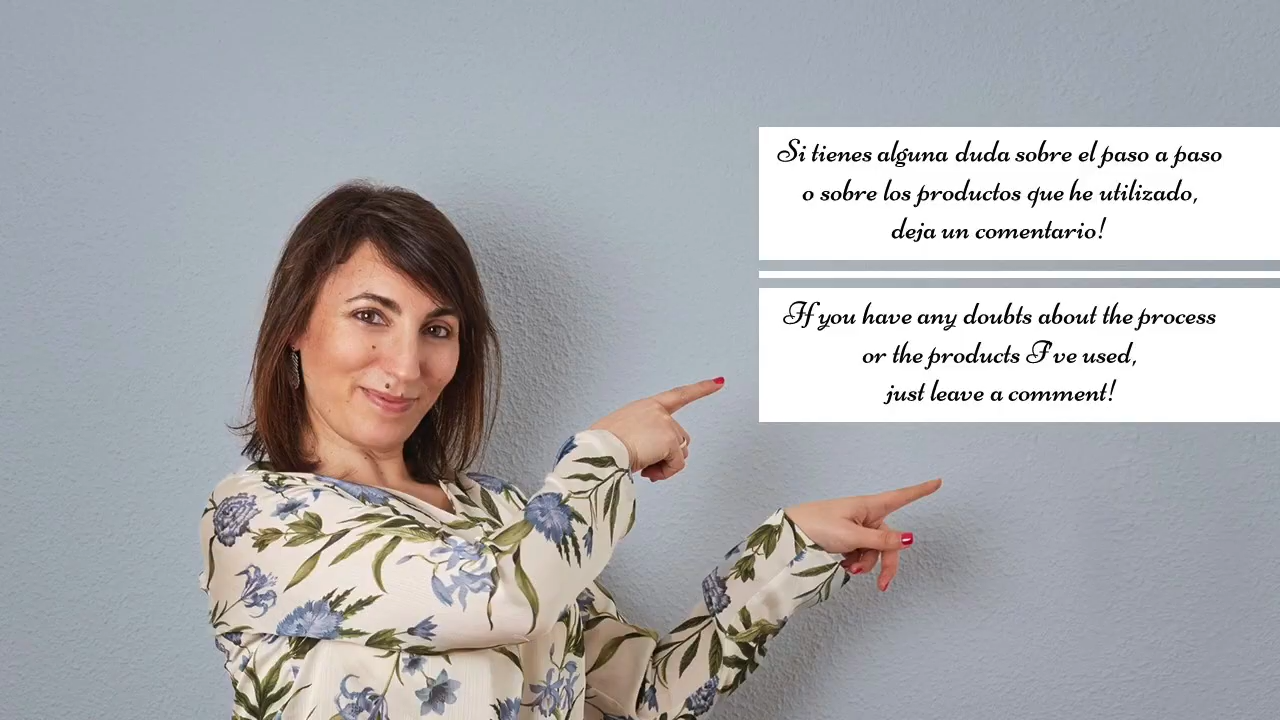 Si tienes alguna duda sobre el paso a paso
o sobre los productos que he utilizado,
deja un comentario!
If you have any doubts about the process
or the products I've used,
just leave a comment!